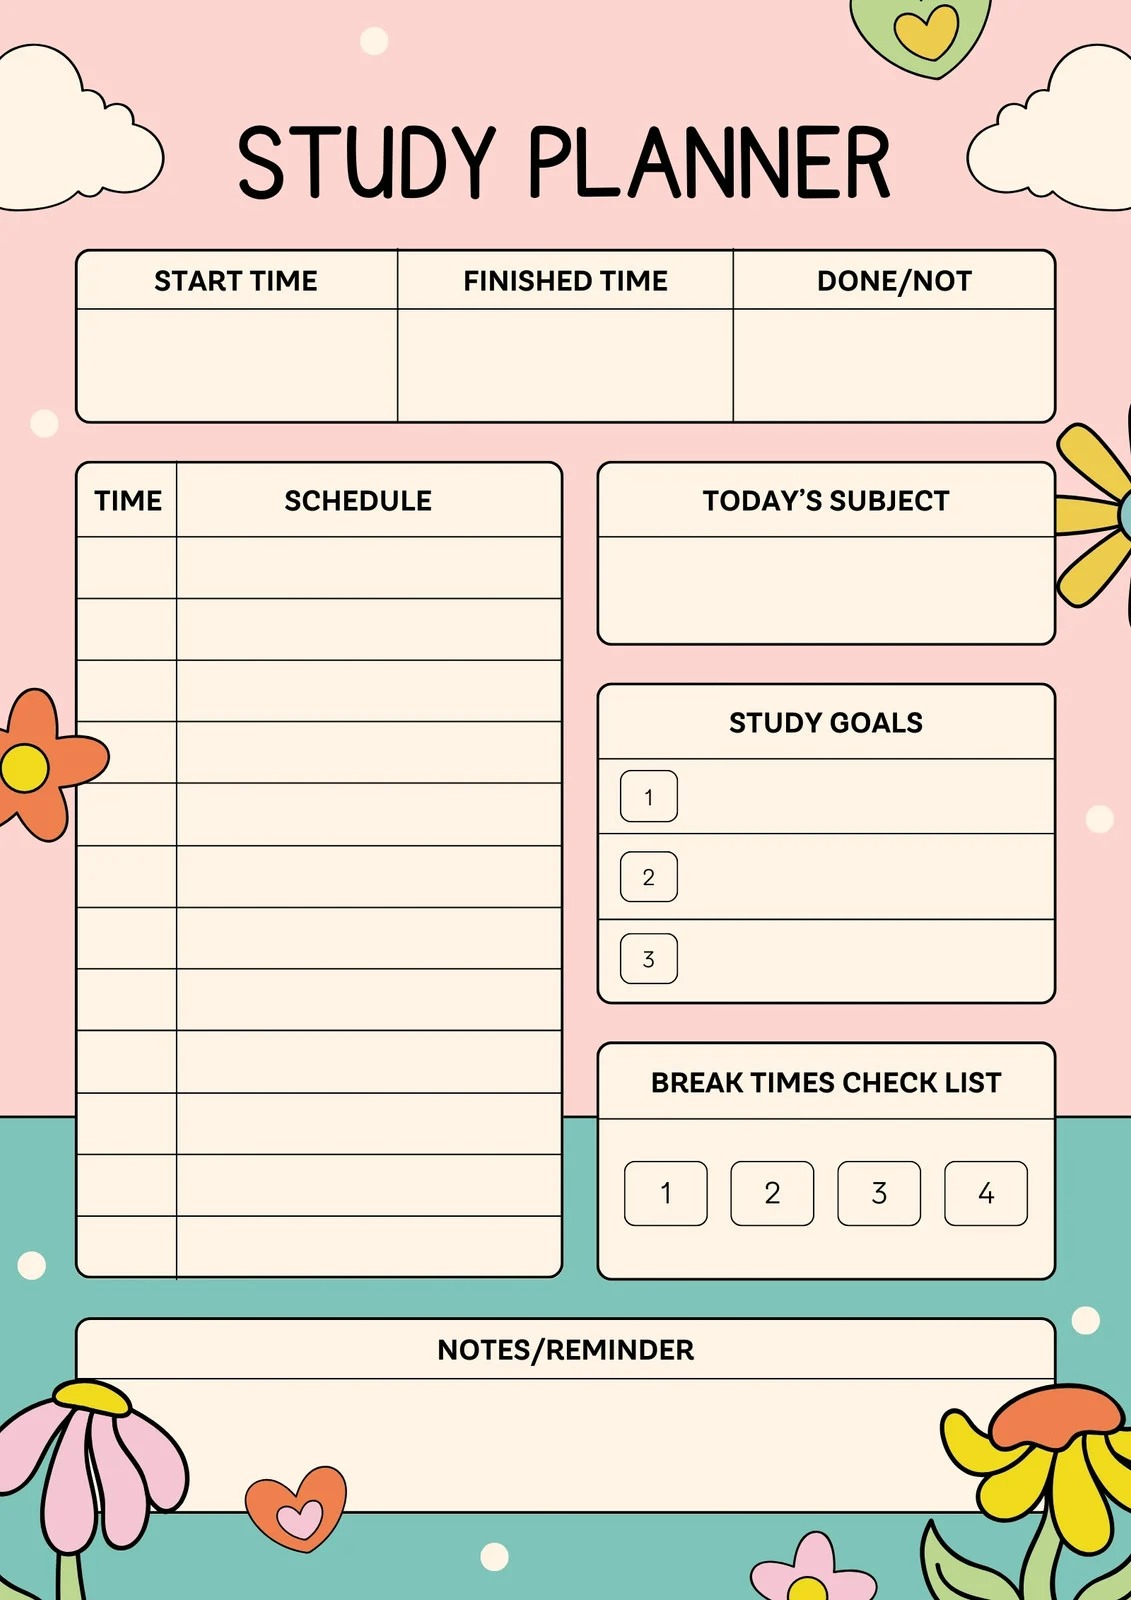 STUDY PLANNER
START TIME FINISHED TIME DONE/NOT
TIME SCHEDULE
TODAY’S SUBJECT
STUDY GOALS
1
2
3
BREAK TIMES CHECK LIST
1 2 3 4
NOTES/REMINDER